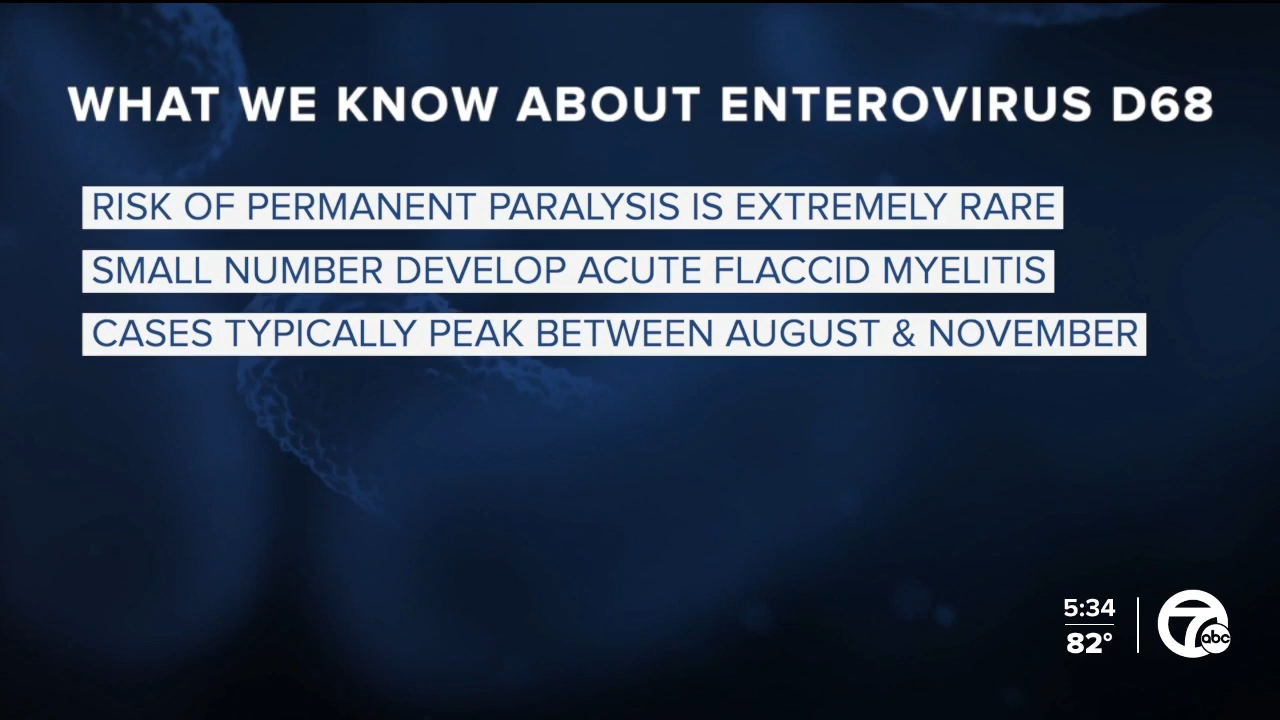 WHAT WE KNOW ABOUT ENTEROVIRUS D68
RISK OF PERMANENT PARALYSIS IS EXTREMELY RARE
SMALL NUMBER DEVELOP ACUTE FLACCID MYELITIS
CASES TYPICALLY PEAK BETWEEN AUGUST & NOVEMBER
5:34
82°
7 abc